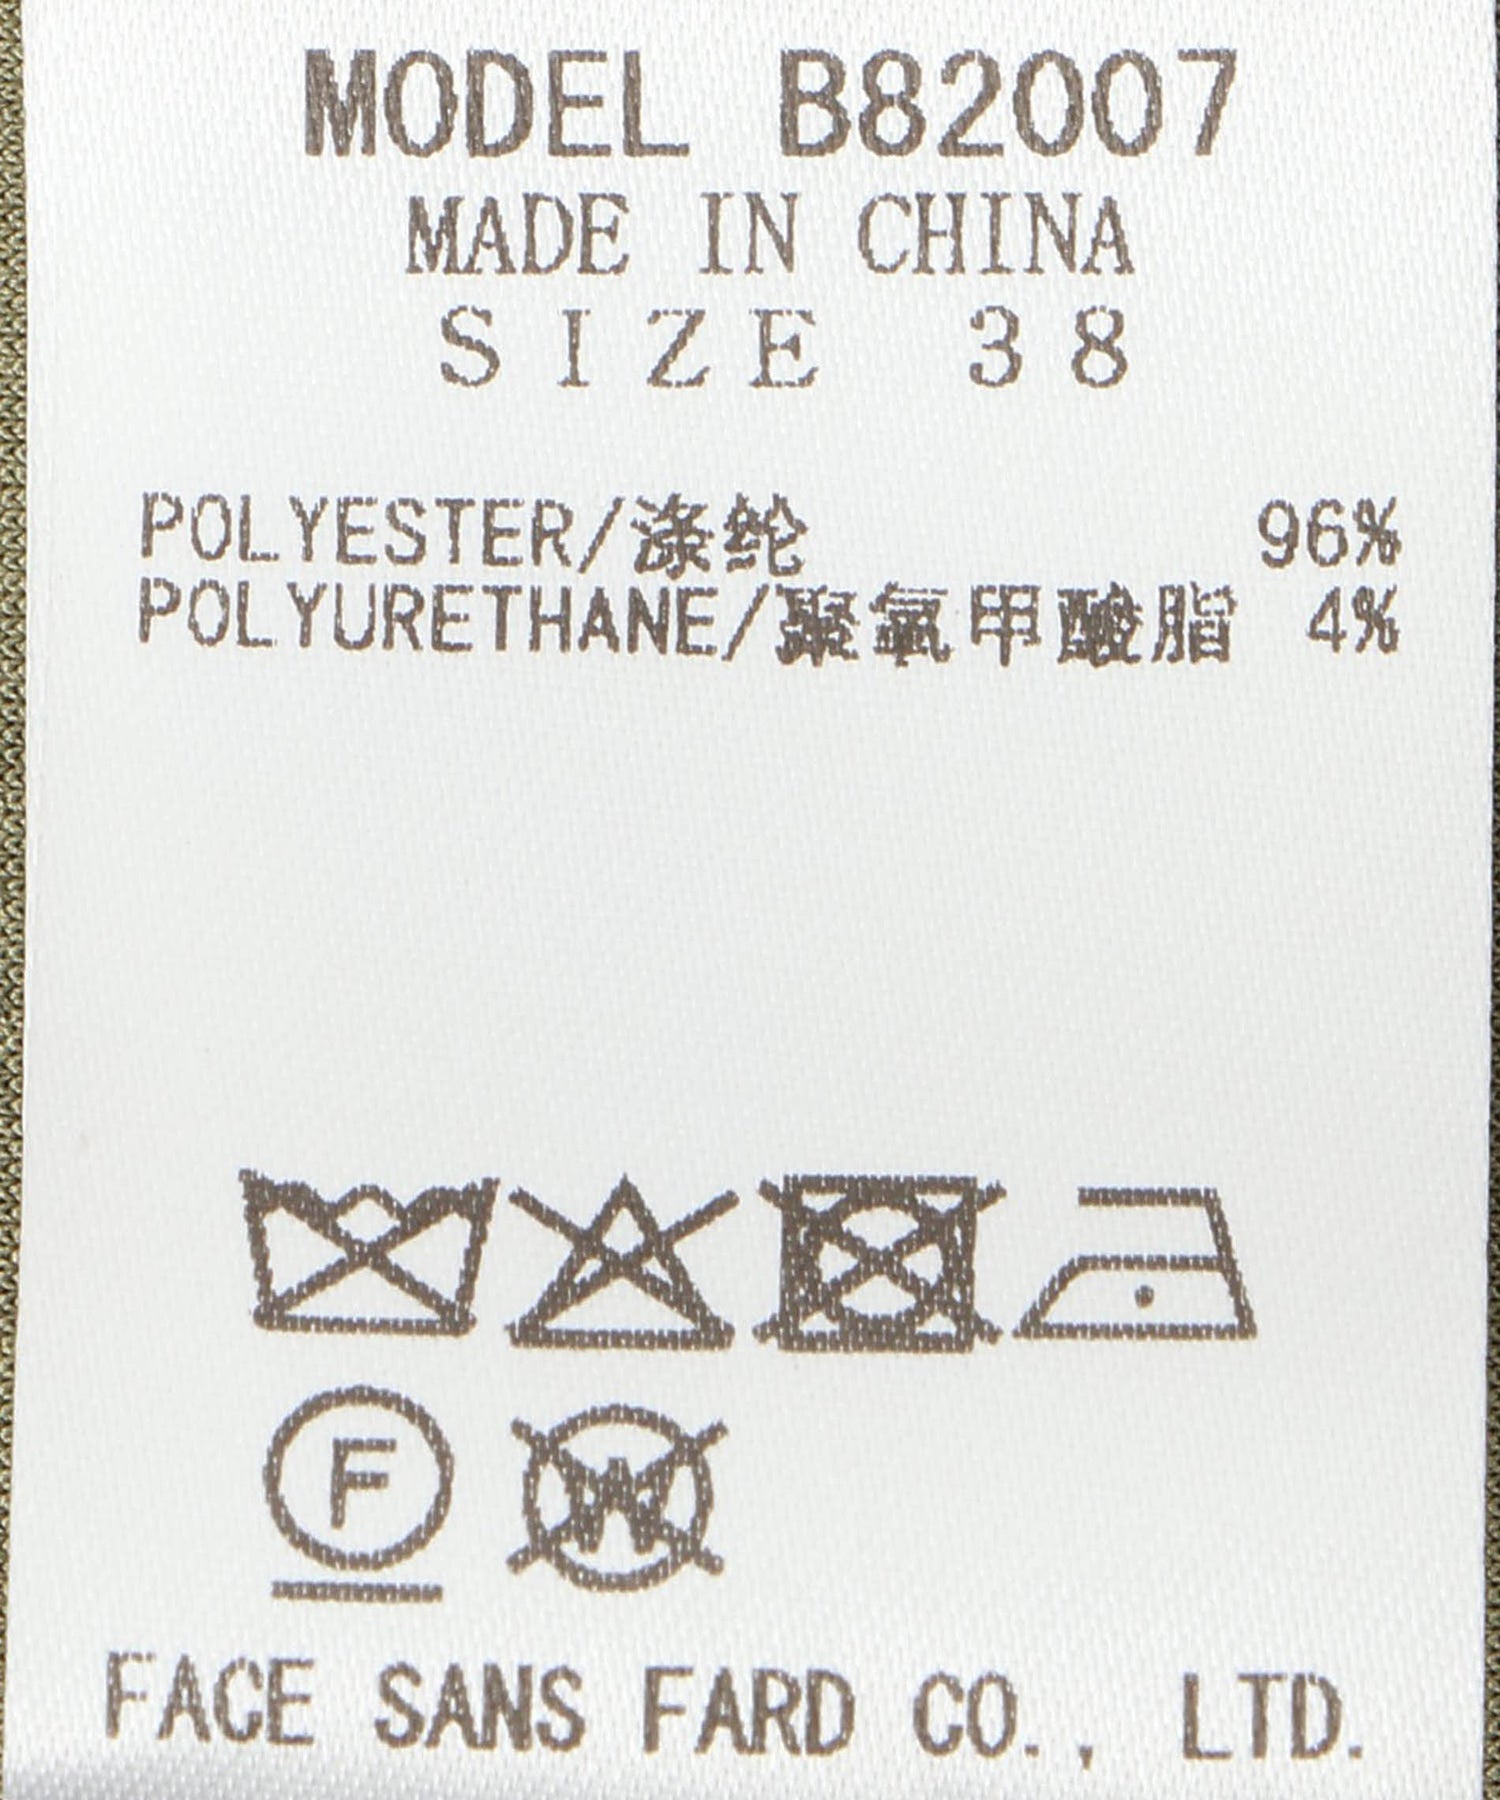 MODEL B82007
MADE IN CHINA
SIZE 38
POLYESTER/涤纶 96%
POLYURETHANE/聚氨甲酸脂 4%
F W
FACE SANS FARD CO., LTD.